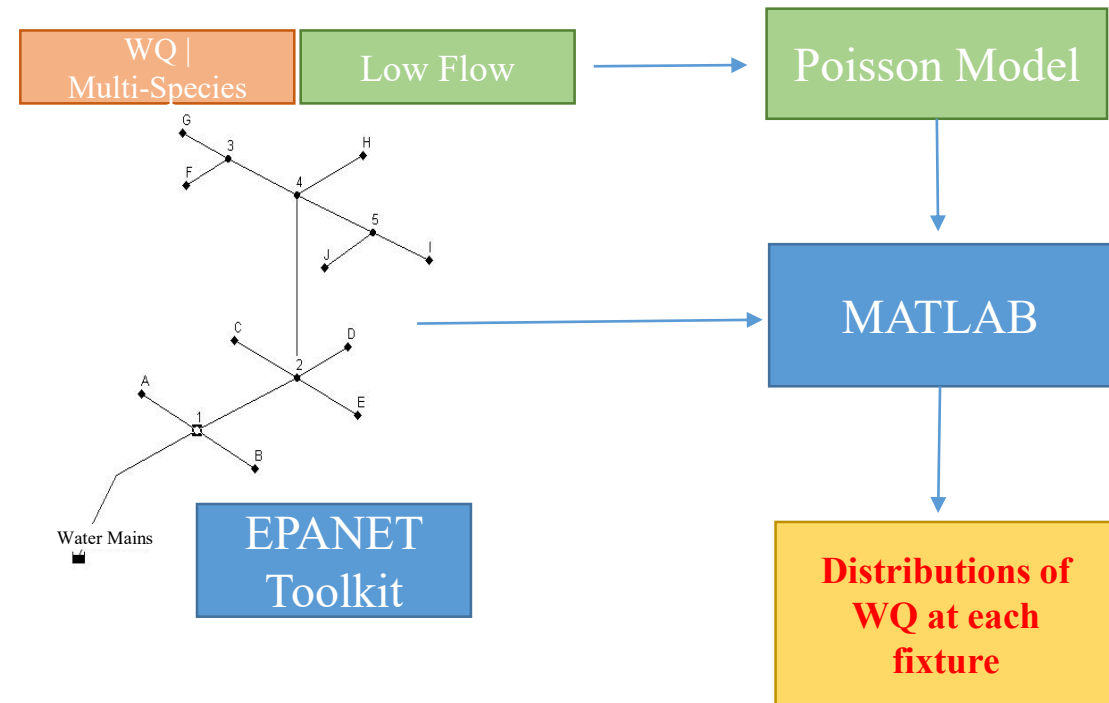 WQ |
Multi-Species
Low Flow
Poisson Model
G
3
H
F
4
5
J
I
MATLAB
C
D
2
A
E
1
B
Water Mains
EPANET
Toolkit
Distributions of
WQ at each
fixture